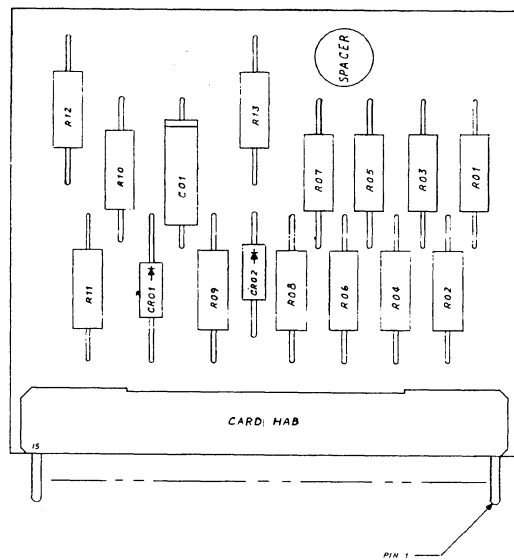 SPACER
R12
R13
R10
C01
R07
R05
R03
R01
R11
CR01
R09
CR02
R08
R06
R04
R02
CARD HAB
15
PIN 1